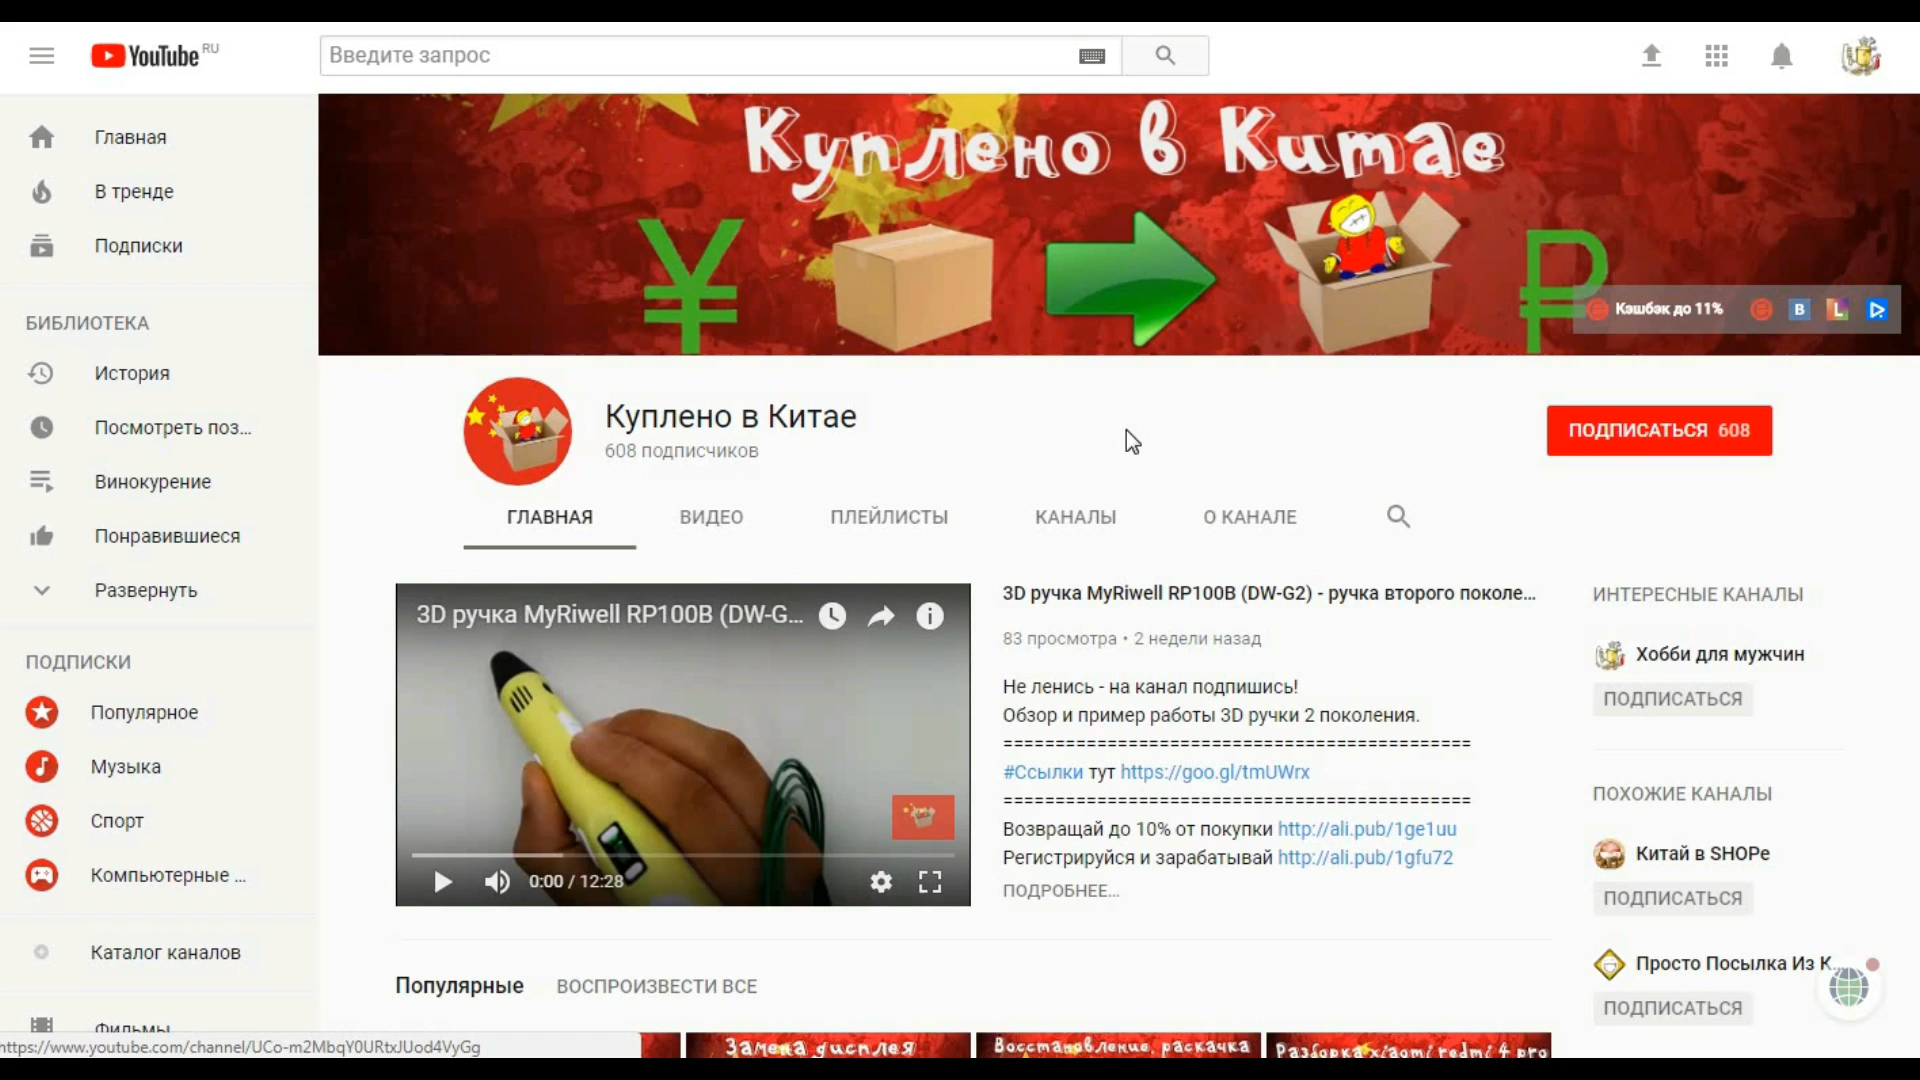 YouTube RU
Введите запрос
Главная
В тренде
Подписки
БИБЛИОТЕКА
История
Посмотреть поз...
Винокурение
Понравившиеся
Развернуть
ПОДПИСКИ
Популярное
Музыка
Спорт
Компьютерные ...
Каталог каналов
Фильмы
https://www.youtube.com/channel/UCo-m2MbqY0URtxJUod4VyGg
Куплено в Китае
Кэшбэк до 11%
Куплено в Китае
608 подписчиков
ПОДПИСАТЬСЯ 608
ГЛАВНАЯ
ВИДЕО
ПЛЕЙЛИСТЫ
КАНАЛЫ
О КАНАЛЕ
3D ручка MyRiwell RP100B (DW-G...
0:00 / 12:28
3D ручка MyRiwell RP100B (DW-G2) - ручка второго поколе...
83 просмотра • 2 недели назад
Не ленись - на канал подпишись!
Обзор и пример работы 3D ручки 2 поколения.
=============================================
#Ссылки тут https://goo.gl/tmUWrx
=============================================
Возвращай до 10% от покупки http://ali.pub/1ge1uu
Регистрируйся и зарабатывай http://ali.pub/1gfu72
ПОДРОБНЕЕ...
ИНТЕРЕСНЫЕ КАНАЛЫ
Хобби для мужчин
ПОДПИСАТЬСЯ
ПОХОЖИЕ КАНАЛЫ
Китай в SHOPe
ПОДПИСАТЬСЯ
Просто Посылка Из К...
ПОДПИСАТЬСЯ
Популярные
ВОСПРОИЗВЕСТИ ВСЕ
Замена дисплея
Восстановление, раскачка
Разборка xiaomi redmi 4 pro